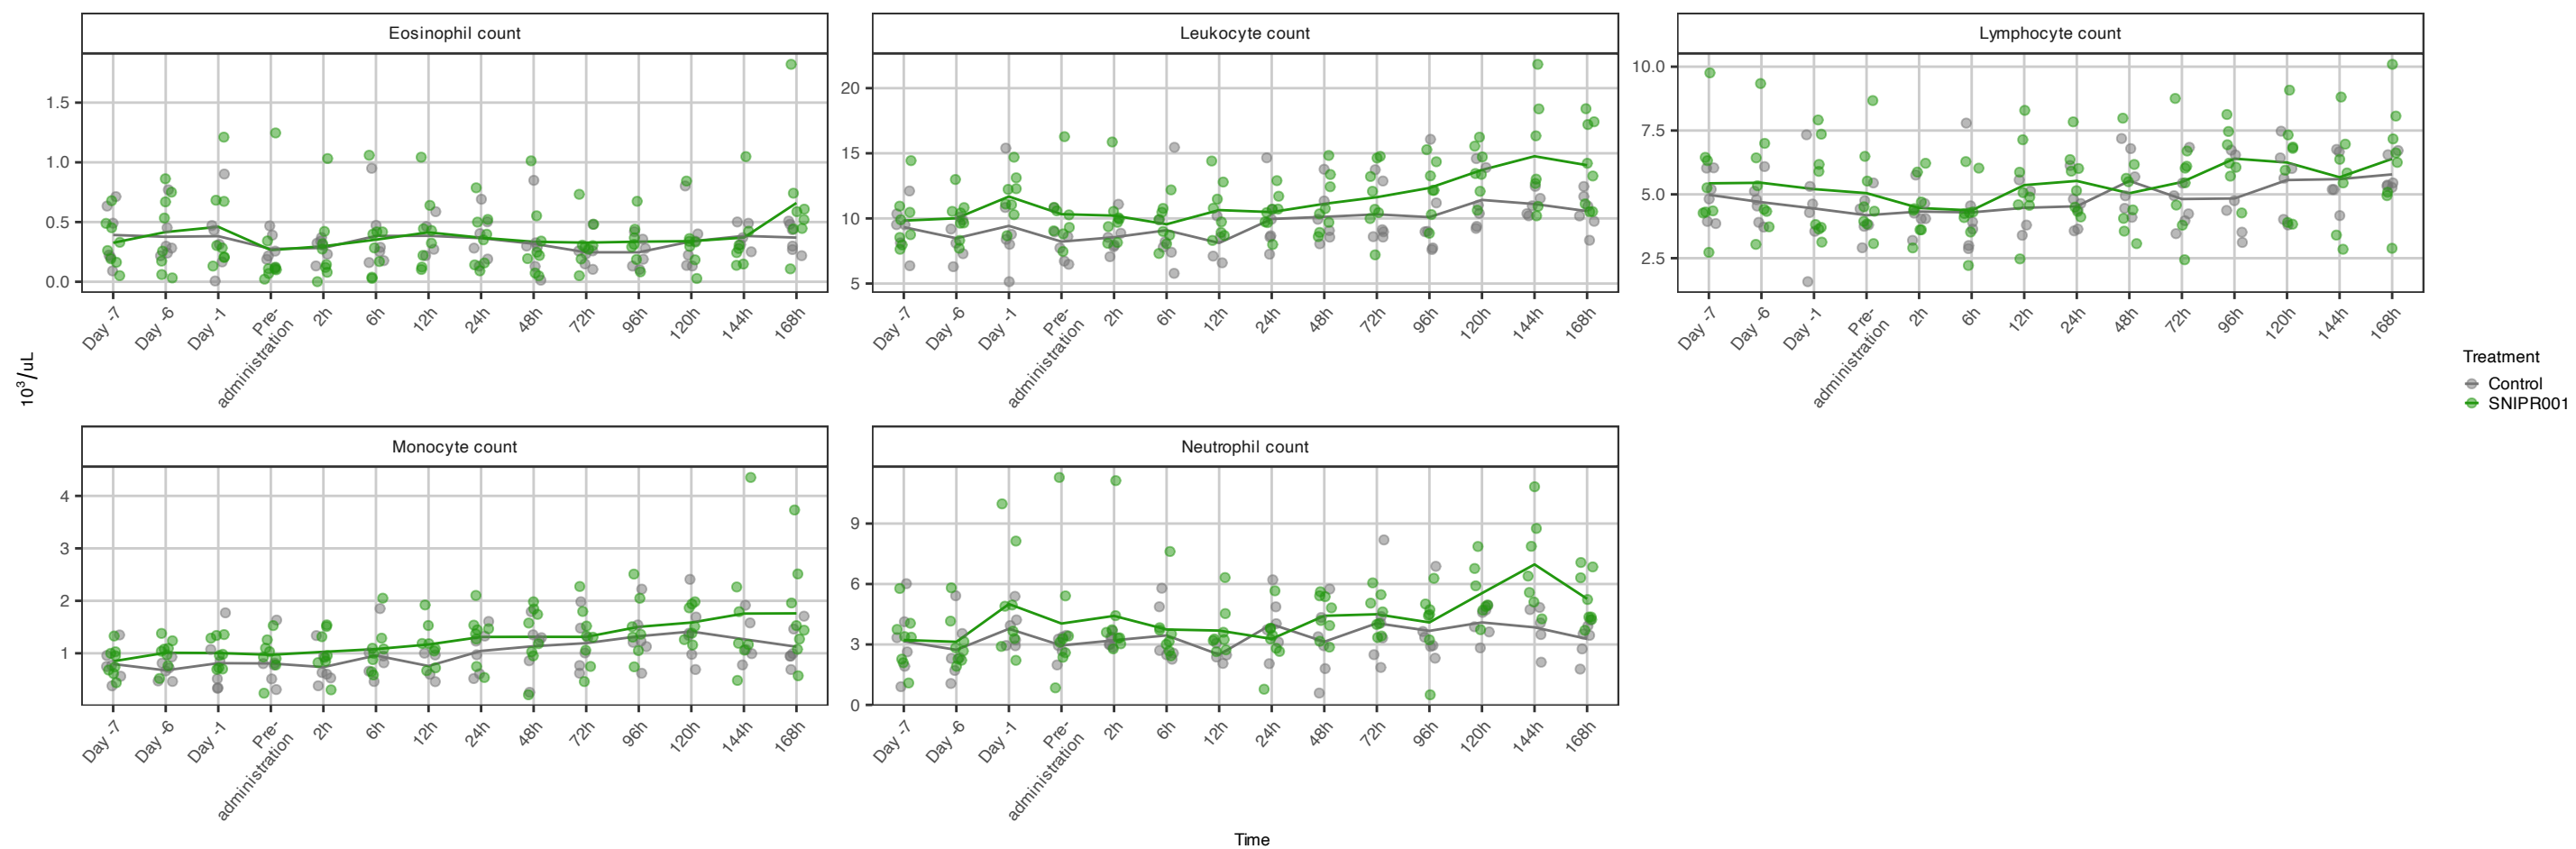 Eosinophil count
Leukocyte count
Lymphocyte count
1.5
1.0
0.5
0.0
20
15
10
5
10.0
7.5
5.0
2.5
Day -7
Day -6
Day -1
Pre-
administration
2h
6h
12h
24h
48h
72h
96h
120h
144h
168h
Day -7
Day -6
Day -1
Pre-
administration
2h
6h
12h
24h
48h
72h
96h
120h
144h
168h
Day -7
Day -6
Day -1
Pre-
administration
2h
6h
12h
24h
48h
72h
96h
120h
144h
168h
10³/uL
Treatment
Control
SNIPR001
Monocyte count
Neutrophil count
4
3
2
1
9
6
3
0
Day -7
Day -6
Day -1
Pre-
administration
2h
6h
12h
24h
48h
72h
96h
120h
144h
168h
Day -7
Day -6
Day -1
Pre-
administration
2h
6h
12h
24h
48h
72h
96h
120h
144h
168h
Time